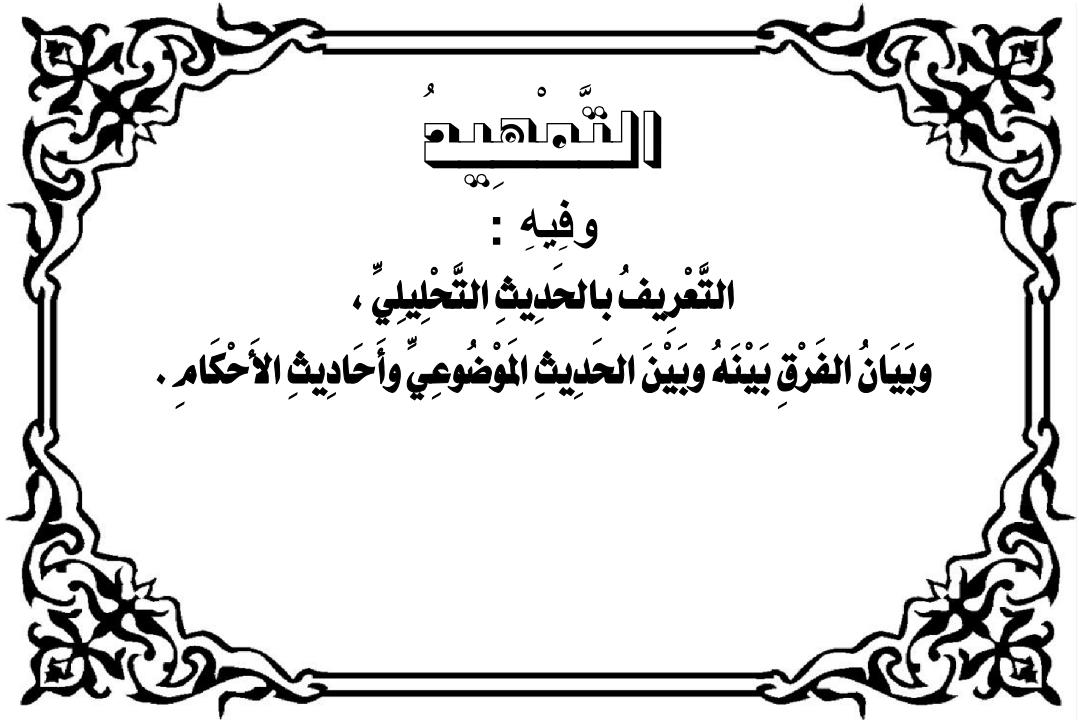 التَّمْهِيدُ
وفِيهِ :
التَّعْرِيفُ بالحَدِيثِ التَّحْلِيلِيِّ ،
وبَيَانُ الفَرْقِ بَيْنَهُ وبَيْنَ الحَدِيثِ المَوْضُوعِيِّ وأَحَادِيثِ الأَحْكَامِ .